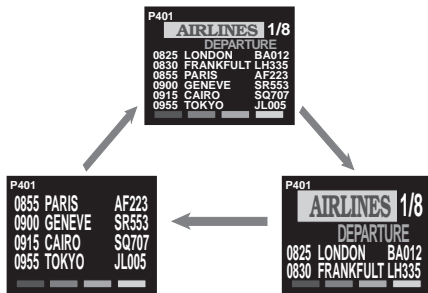 P401
AIRLINES 1/8
DEPARTURE
0825 LONDON BA012
0830 FRANKFULT LH335
0855 PARIS AF223
0900 GENEVE SR553
0915 CAIRO SQ707
0955 TOKYO JL005
P401
0855 PARIS AF223
0900 GENEVE SR553
0915 CAIRO SQ707
0955 TOKYO JL005
P401
AIRLINES 1/8
DEPARTURE
0825 LONDON BA012
0830 FRANKFULT LH335